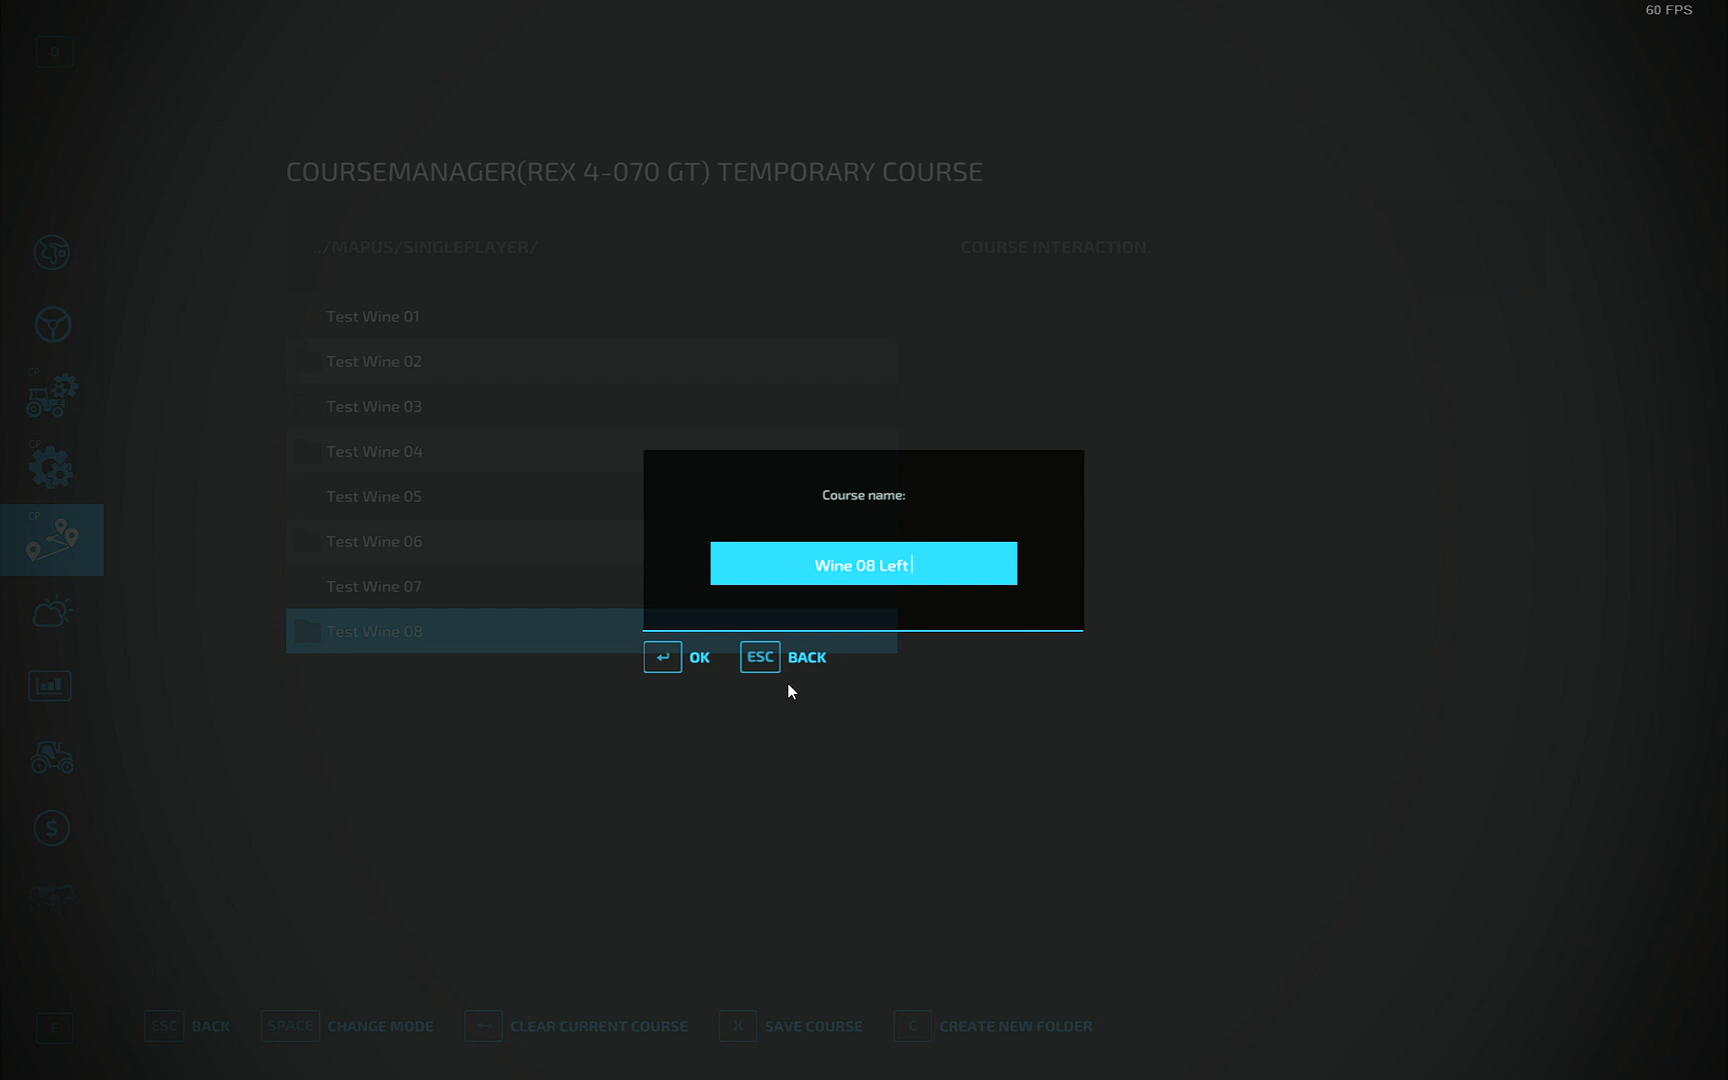 60 FPS
Q
COURSEMANAGER(REX 4-070 GT) TEMPORARY COURSE
../MAPUS/SINGLEPLAYER/
COURSE INTERACTION.
Test Wine 01
Test Wine 02
CP
Test Wine 03
CP
Test Wine 04
Test Wine 05
CP
Test Wine 06
Test Wine 07
Test Wine 08
Course name:
Wine 08 Left
OK
ESC BACK
$
E
ESC BACK
SPACE CHANGE MODE
CLEAR CURRENT COURSE
X SAVE COURSE
C CREATE NEW FOLDER